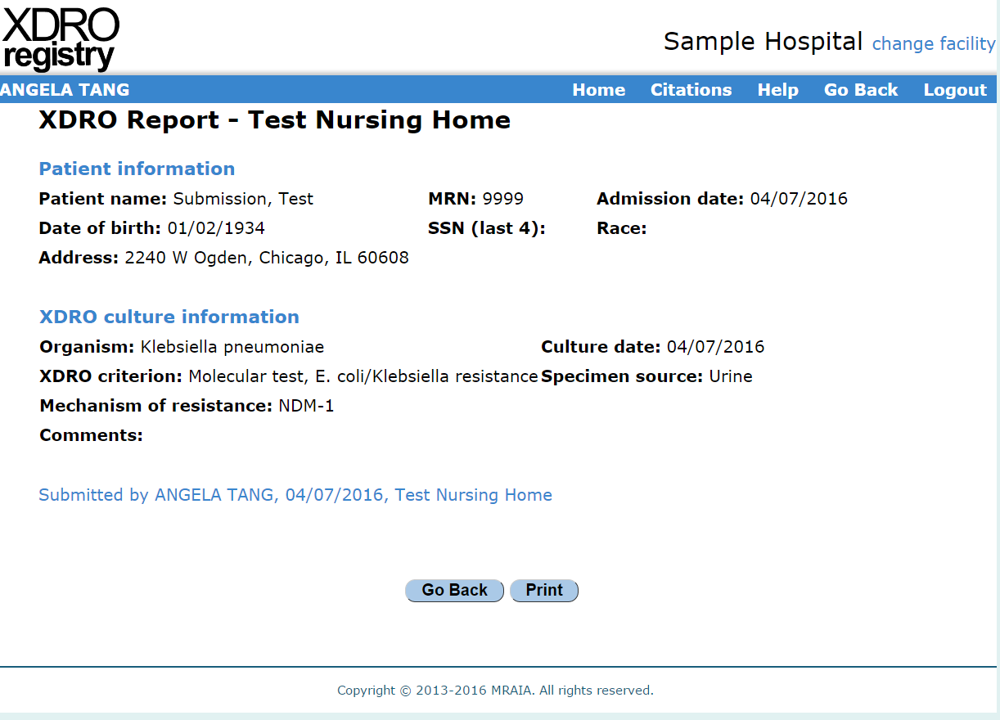 XDRO
registry
Sample Hospital change facility
ANGELA TANG Home Citations Help Go Back Logout
XDRO Report - Test Nursing Home
Patient information
Patient name: Submission, Test MRN: 9999 Admission date: 04/07/2016
Date of birth: 01/02/1934 SSN (last 4): Race:
Address: 2240 W Ogden, Chicago, IL 60608
XDRO culture information
Organism: Klebsiella pneumoniae Culture date: 04/07/2016
XDRO criterion: Molecular test, E. coli/Klebsiella resistance Specimen source: Urine
Mechanism of resistance: NDM-1
Comments:
Submitted by ANGELA TANG, 04/07/2016, Test Nursing Home
Go Back Print
Copyright © 2013-2016 MRAIA. All rights reserved.